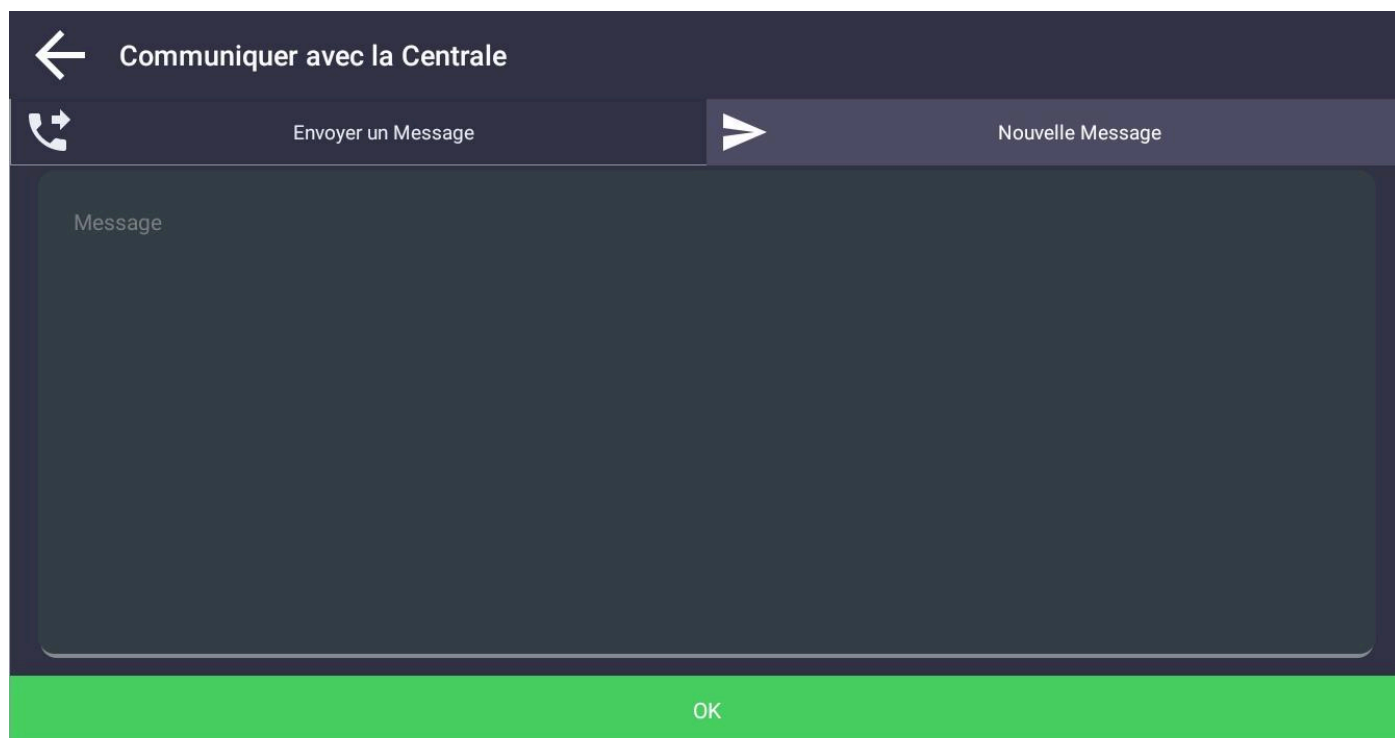 Communiquer avec la Centrale
Envoyer un Message
Nouvelle Message
Message
OK